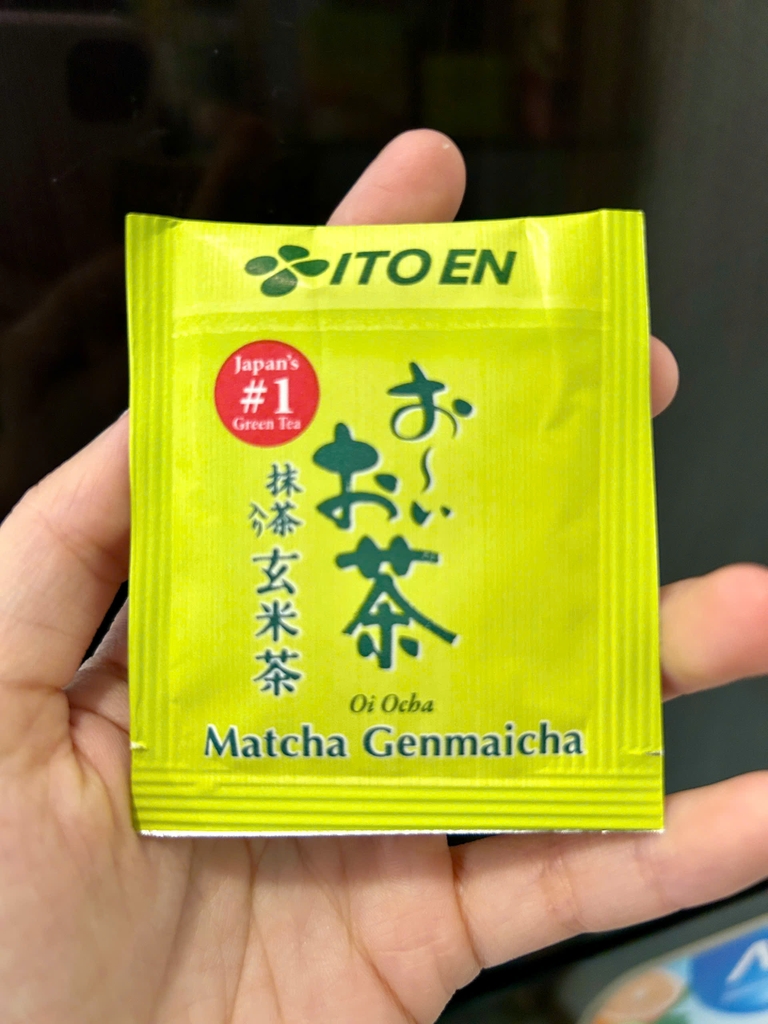 ITO EN
Japan's
#1
Green Tea
お～い
お茶
抹茶入り玄米茶
Oi Ocha
Matcha Genmaicha